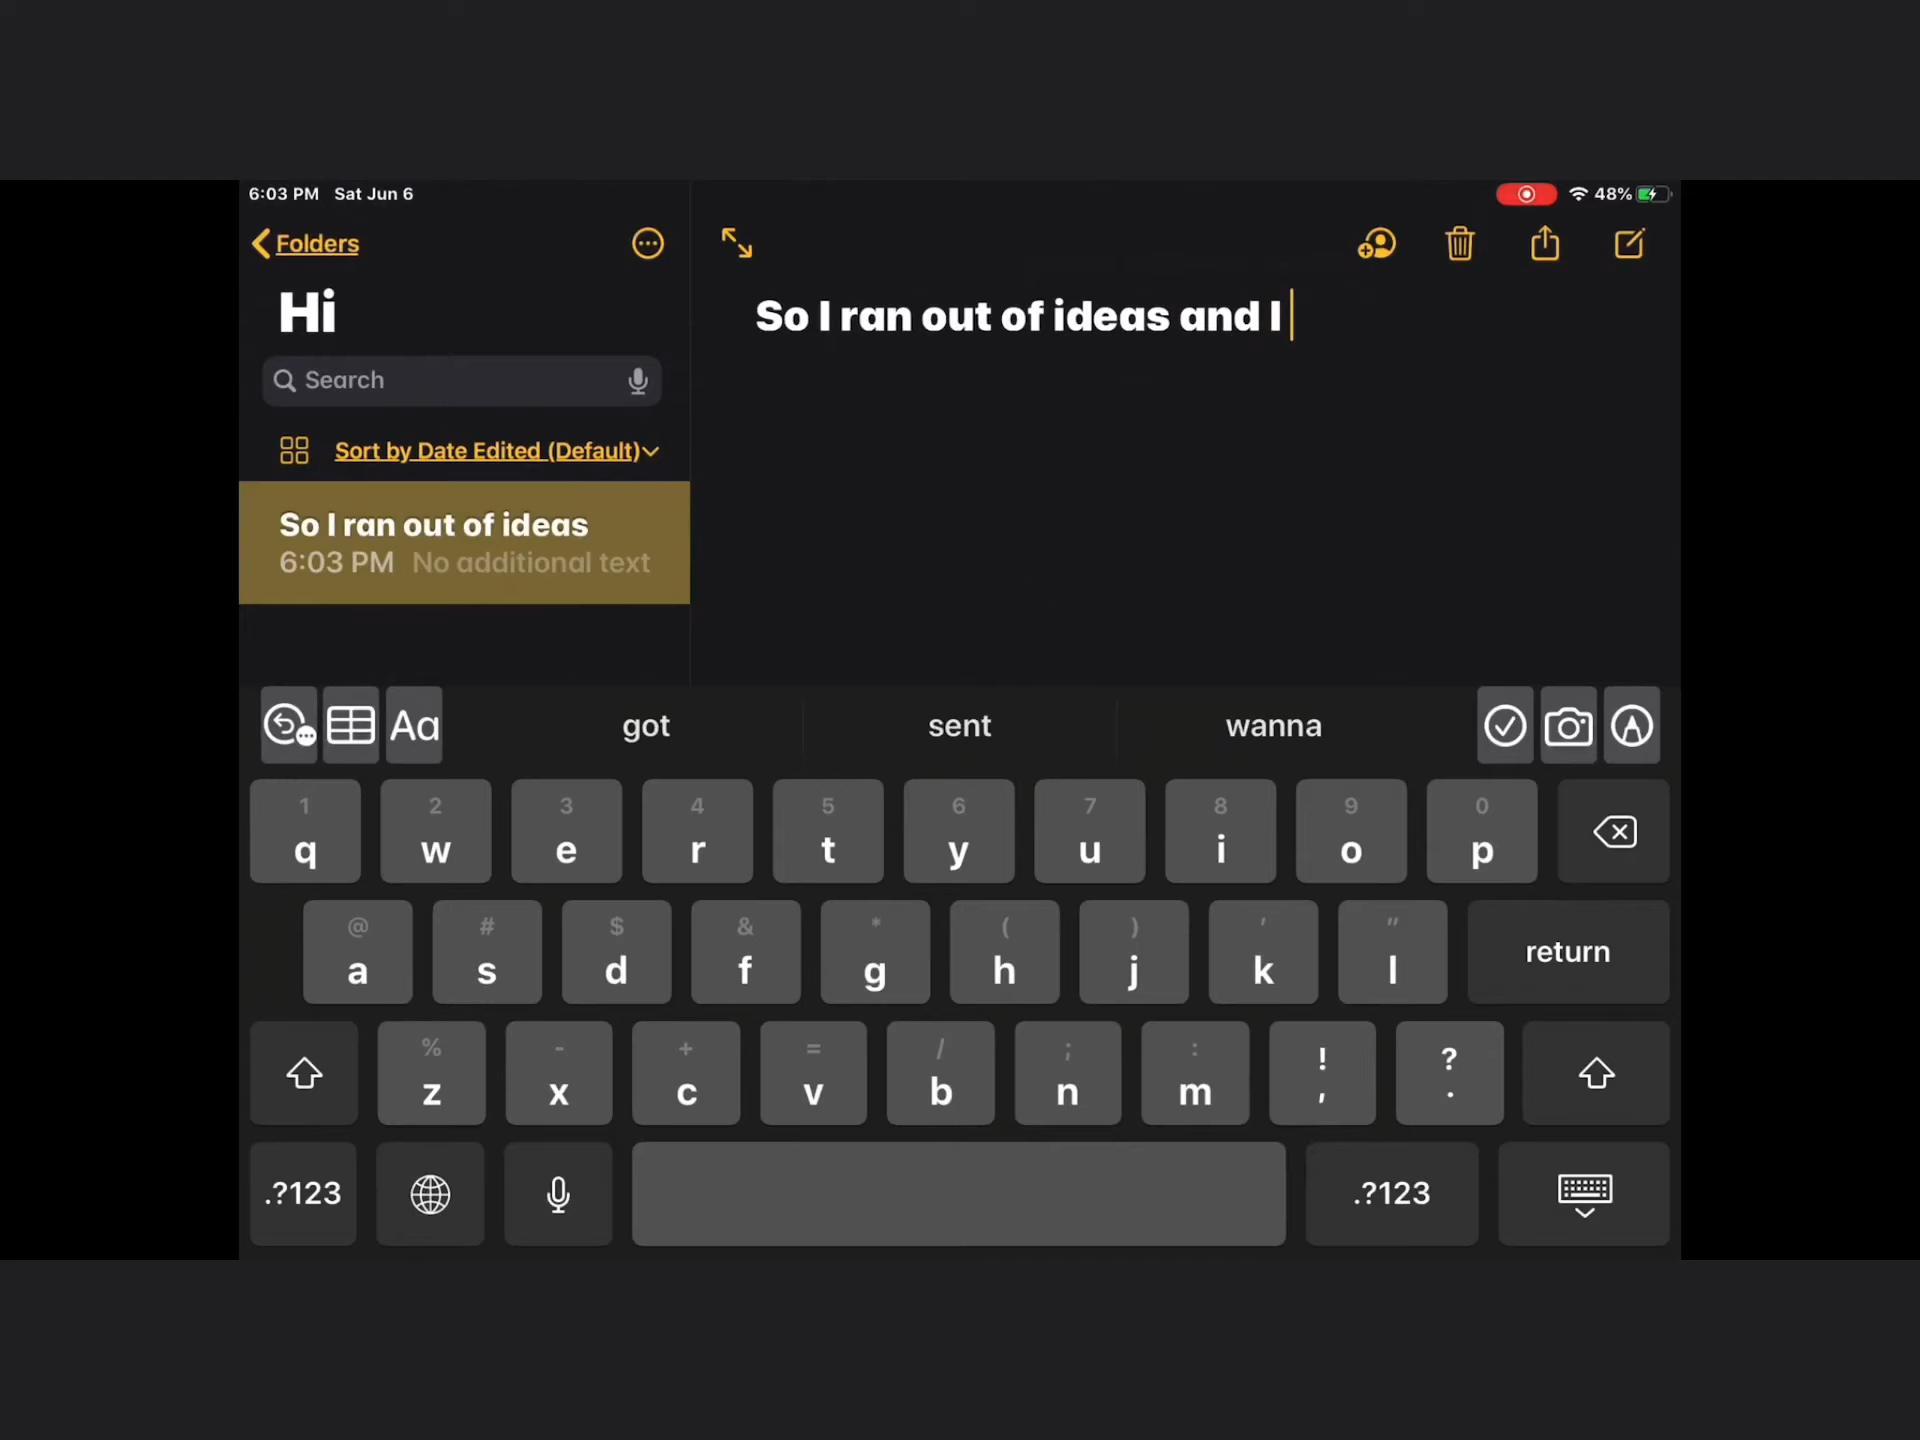 6:03 PM Sat Jun 6
48%
Folders
Hi
Search
Sort by Date Edited (Default)
So I ran out of ideas
6:03 PM No additional text
So I ran out of ideas and I
Aa got sent wanna
1 2 3 4 5 6 7 8 9 0
q w e r t y u i o p
@ # $ & * ( ) ' "
a s d f g h j k l return
% - + = / ; : ! ?
z x c v b n m , .
.?123 .?123